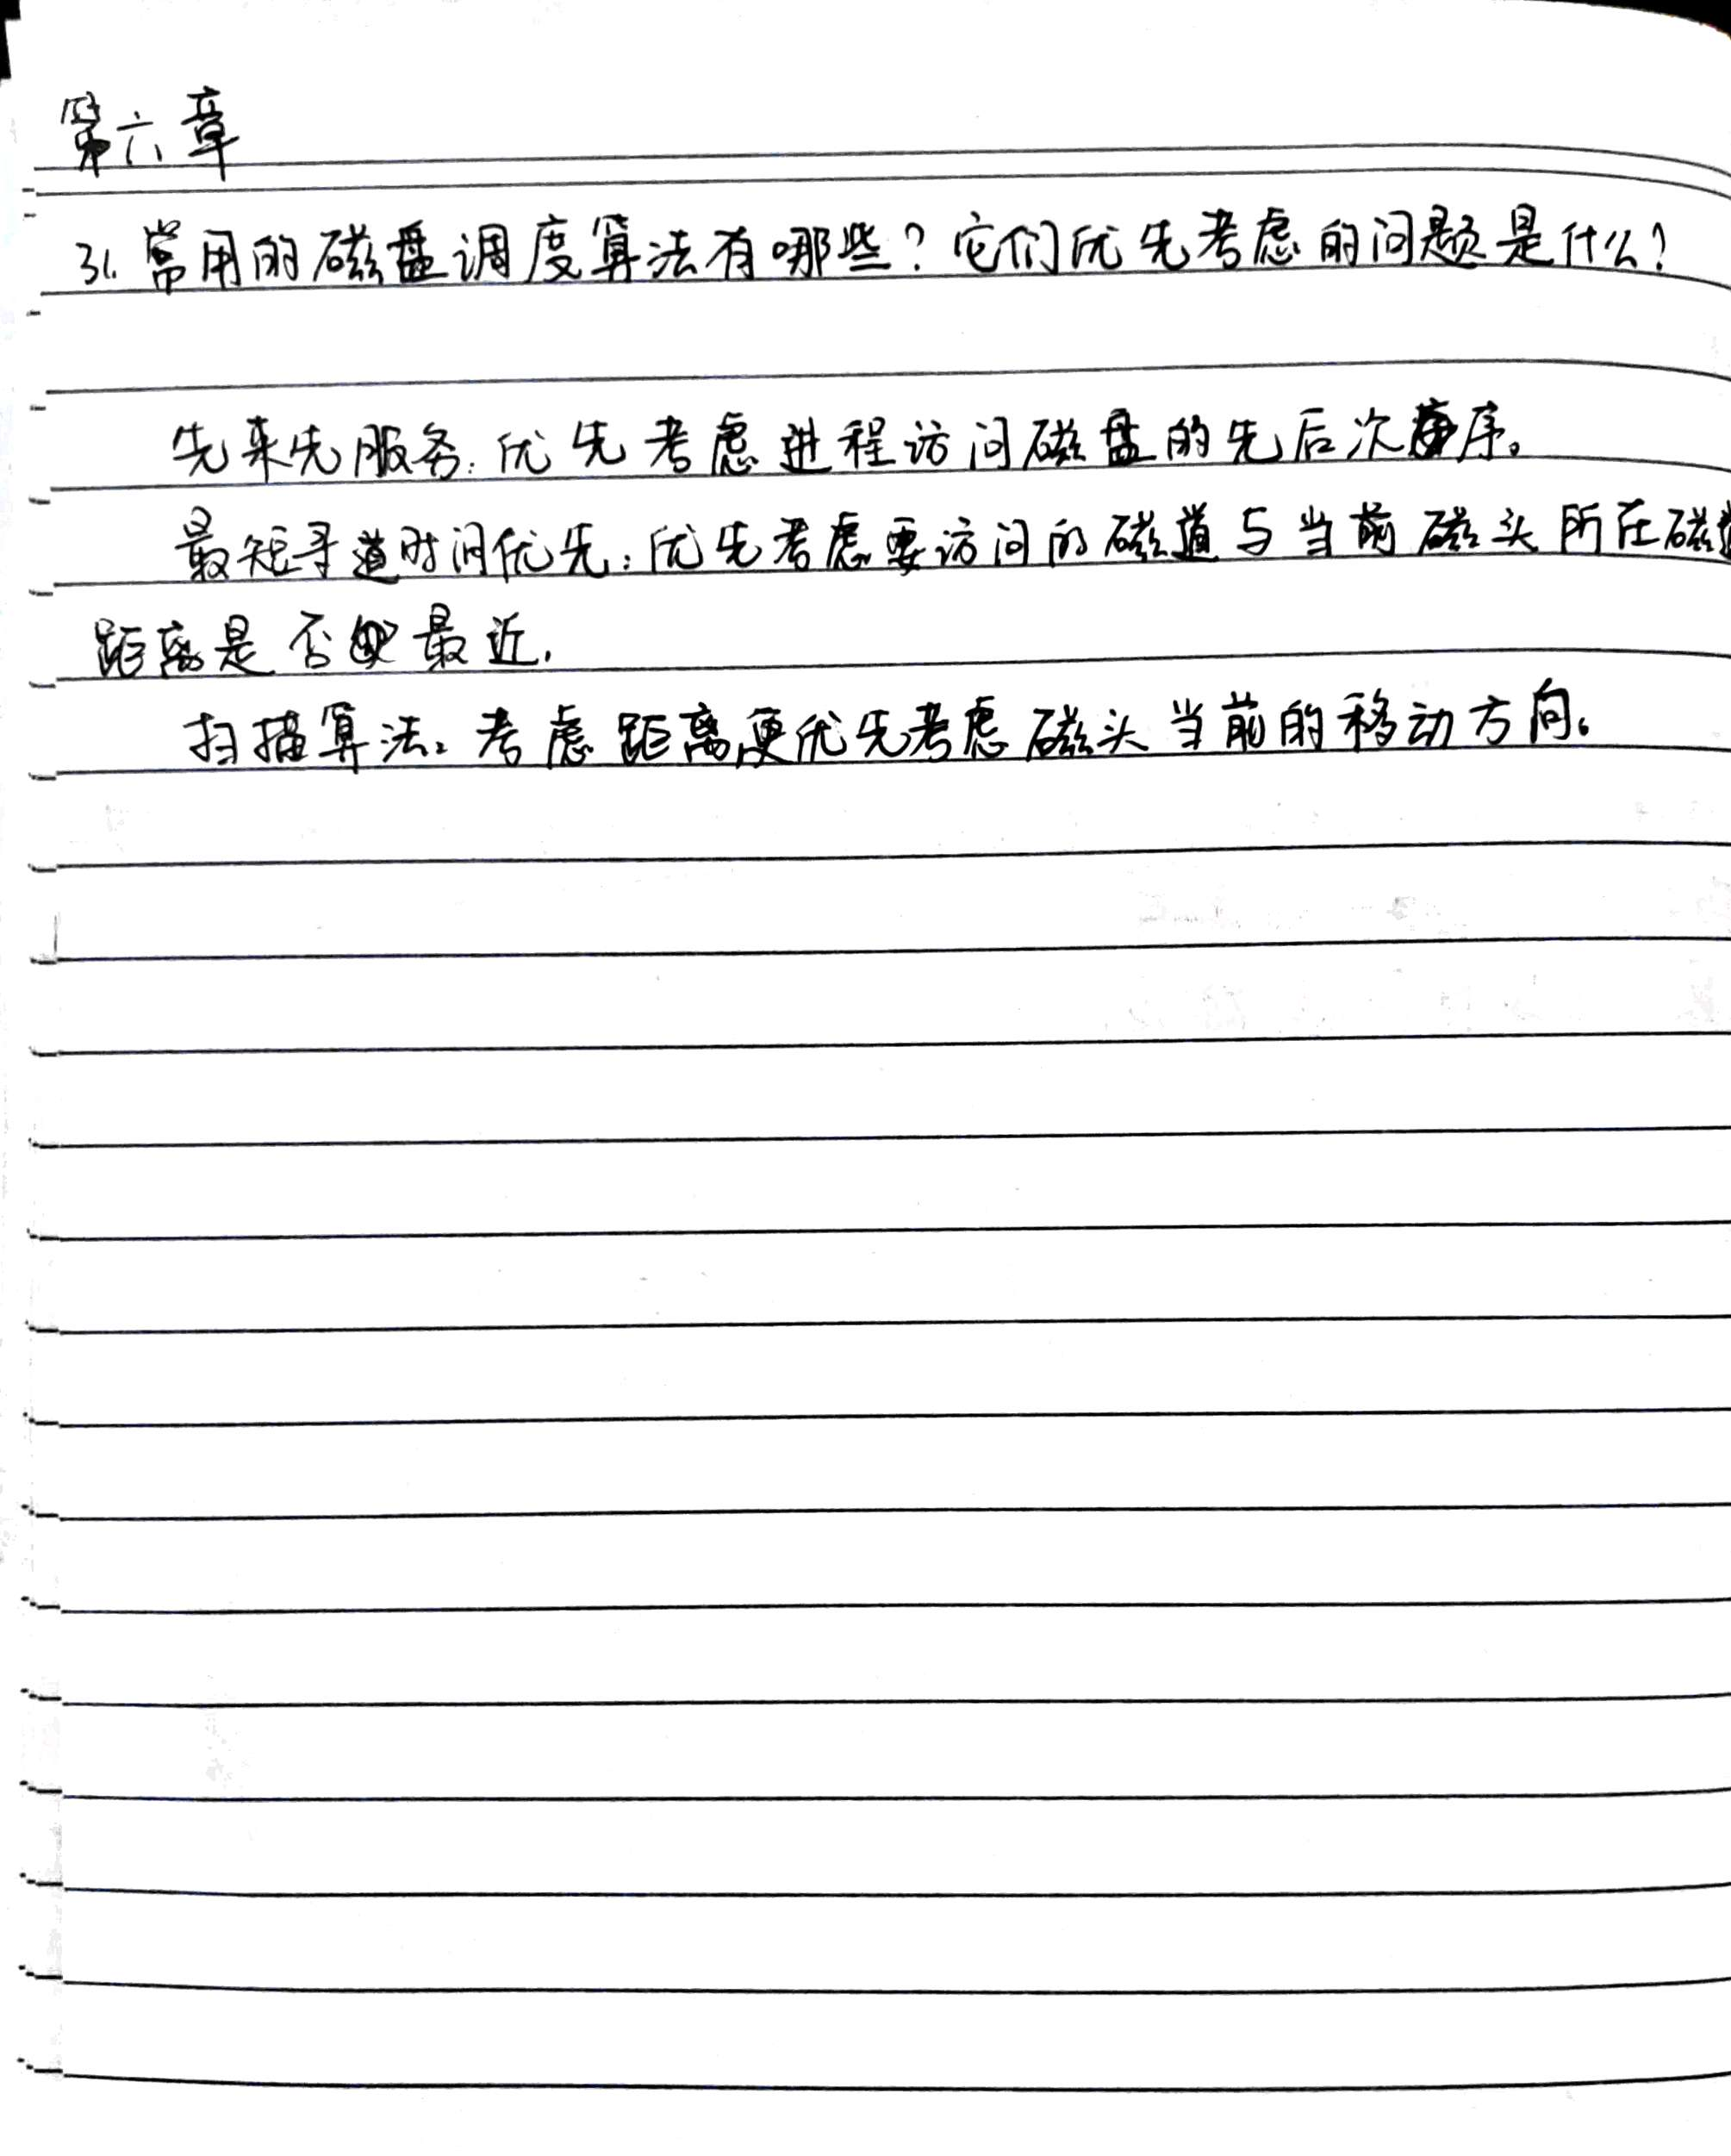 第六章
31. 常用的磁盘调度算法有哪些？它们优先考虑的问题是什么？
先来先服务：优先考虑进程访问磁盘的先后次序。
最短寻道时间优先：优先考虑要访问的磁道与当前磁头所在磁道
距离是否最近.
扫描算法：考虑距离更优先考虑磁头当前的移动方向。